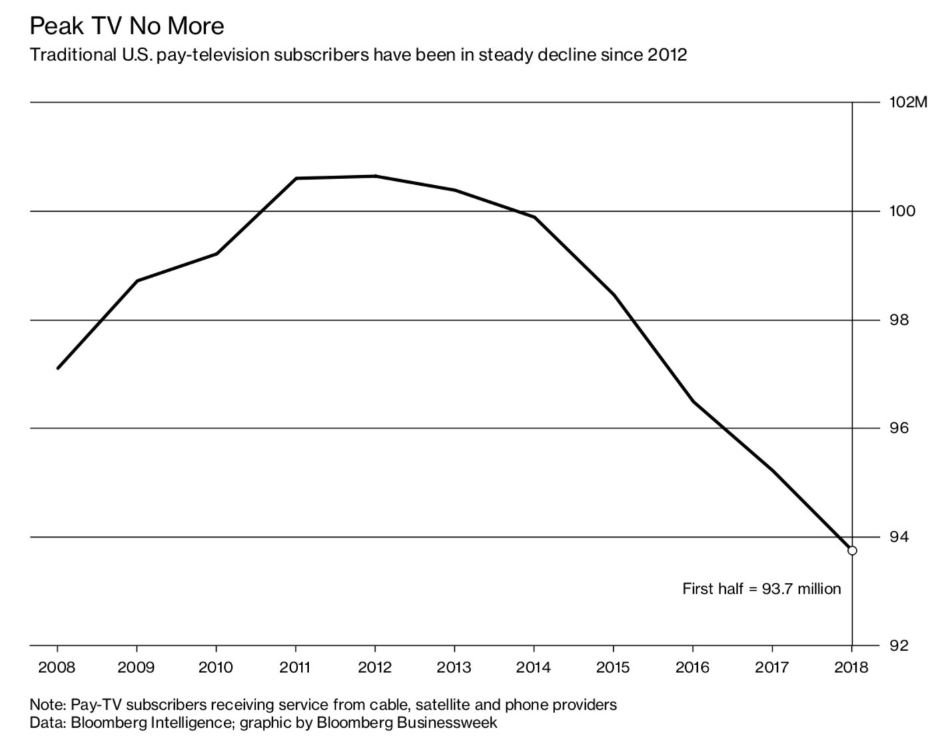 Peak TV No More
Traditional U.S. pay-television subscribers have been in steady decline since 2012
102M
100
98
96
94
First half = 93.7 million
92
2008 2009 2010 2011 2012 2013 2014 2015 2016 2017 2018
Note: Pay-TV subscribers receiving service from cable, satellite and phone providers
Data: Bloomberg Intelligence; graphic by Bloomberg Businessweek